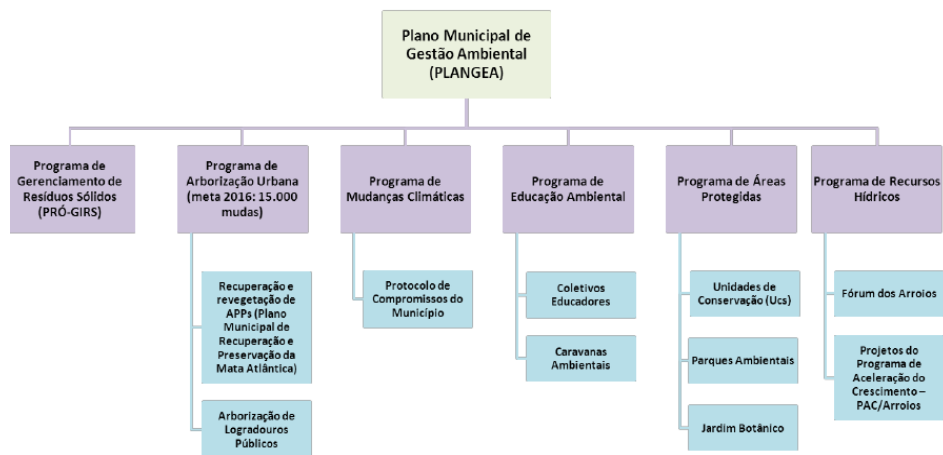 Plano Municipal de
Gestão Ambiental
(PLANGEA)
Programa de
Gerenciamento de
Resíduos Sólidos
(PRÓ-GIRS)
Programa de
Arborização Urbana
(meta 2016: 15.000
mudas)
Programa de
Mudanças Climáticas
Programa de
Educação Ambiental
Programa de Áreas
Protegidas
Programa de Recursos
Hídricos
Recuperação e
revegetação de
APPs (Plano
Municipal de
Recuperação e
Preservação da
Mata Atlântica)
Arborização de
Logradouros
Públicos
Protocolo de
Compromissos do
Município
Coletivos
Educadores
Caravanas
Ambientais
Unidades de
Conservação (Ucs)
Parques Ambientais
Jardim Botânico
Fórum dos Arroios
Projetos do
Programa de
Aceleração do
Crescimento –
PAC/Arroios